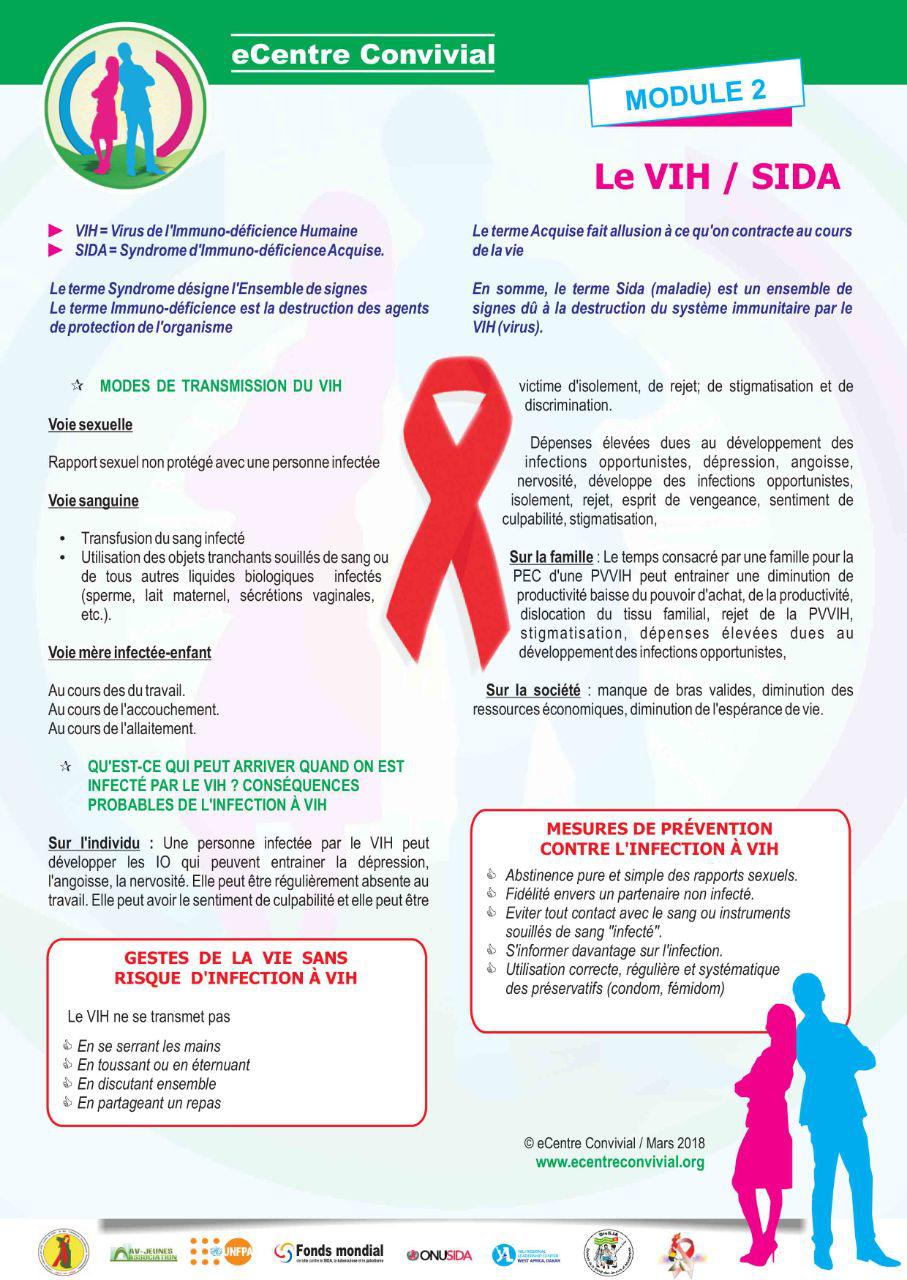 eCentre Convivial
MODULE 2
Le VIH / SIDA
VIH = Virus de l'Immuno-déficience Humaine
SIDA = Syndrome d'Immuno-déficience Acquise.
Le terme Syndrome désigne l'Ensemble de signes
Le terme Immuno-déficience est la destruction des agents
de protection de l'organisme
Le terme Acquise fait allusion à ce qu'on contracte au cours
de la vie
En somme, le terme Sida (maladie) est un ensemble de
signes dû à la destruction du système immunitaire par le
VIH (virus).
MODES DE TRANSMISSION DU VIH
Voie sexuelle
Rapport sexuel non protégé avec une personne infectée
Voie sanguine
• Transfusion du sang infecté
• Utilisation des objets tranchants souillés de sang ou
de tous autres liquides biologiques infectés
(sperme, lait maternel, sécrétions vaginales,
etc.).
Voie mère infectée-enfant
Au cours des du travail.
Au cours de l'accouchement.
Au cours de l'allaitement.
QU'EST-CE QUI PEUT ARRIVER QUAND ON EST
INFECTÉ PAR LE VIH ? CONSÉQUENCES
PROBABLES DE L'INFECTION À VIH
Sur l'individu : Une personne infectée par le VIH peut
développer les IO qui peuvent entrainer la dépression,
l'angoisse, la nervosité. Elle peut être régulièrement absente au
travail. Elle peut avoir le sentiment de culpabilité et elle peut être
victime d'isolement, de rejet; de stigmatisation et de
discrimination.
Dépenses élevées dues au développement des
infections opportunistes, dépression, angoisse,
nervosité, développe des infections opportunistes,
isolement, rejet, esprit de vengeance, sentiment de
culpabilité, stigmatisation,
Sur la famille : Le temps consacré par une famille pour la
PEC d'une PVVIH peut entrainer une diminution de
productivité baisse du pouvoir d'achat, de la productivité,
dislocation du tissu familial, rejet de la PVVIH,
stigmatisation, dépenses élevées dues au
développement des infections opportunistes,
Sur la société : manque de bras valides, diminution des
ressources économiques, diminution de l'espérance de vie.
GESTES DE LA VIE SANS
RISQUE D'INFECTION À VIH
Le VIH ne se transmet pas
En se serrant les mains
En toussant ou en éternuant
En discutant ensemble
En partageant un repas
MESURES DE PRÉVENTION
CONTRE L'INFECTION À VIH
Abstinence pure et simple des rapports sexuels.
Fidélité envers un partenaire non infecté.
Eviter tout contact avec le sang ou instruments
souillés de sang "infecté".
S'informer davantage sur l'infection.
Utilisation correcte, régulière et systématique
des préservatifs (condom, fémidom)
© eCentre Convivial / Mars 2018
www.ecentreconvivial.org
AV-JEUNES
ASSOCIATION
UNFPA
Fonds mondial
ONUSIDA
YALI REGIONAL
LEADERSHIP CENTER
WEST AFRICA, DAKAR